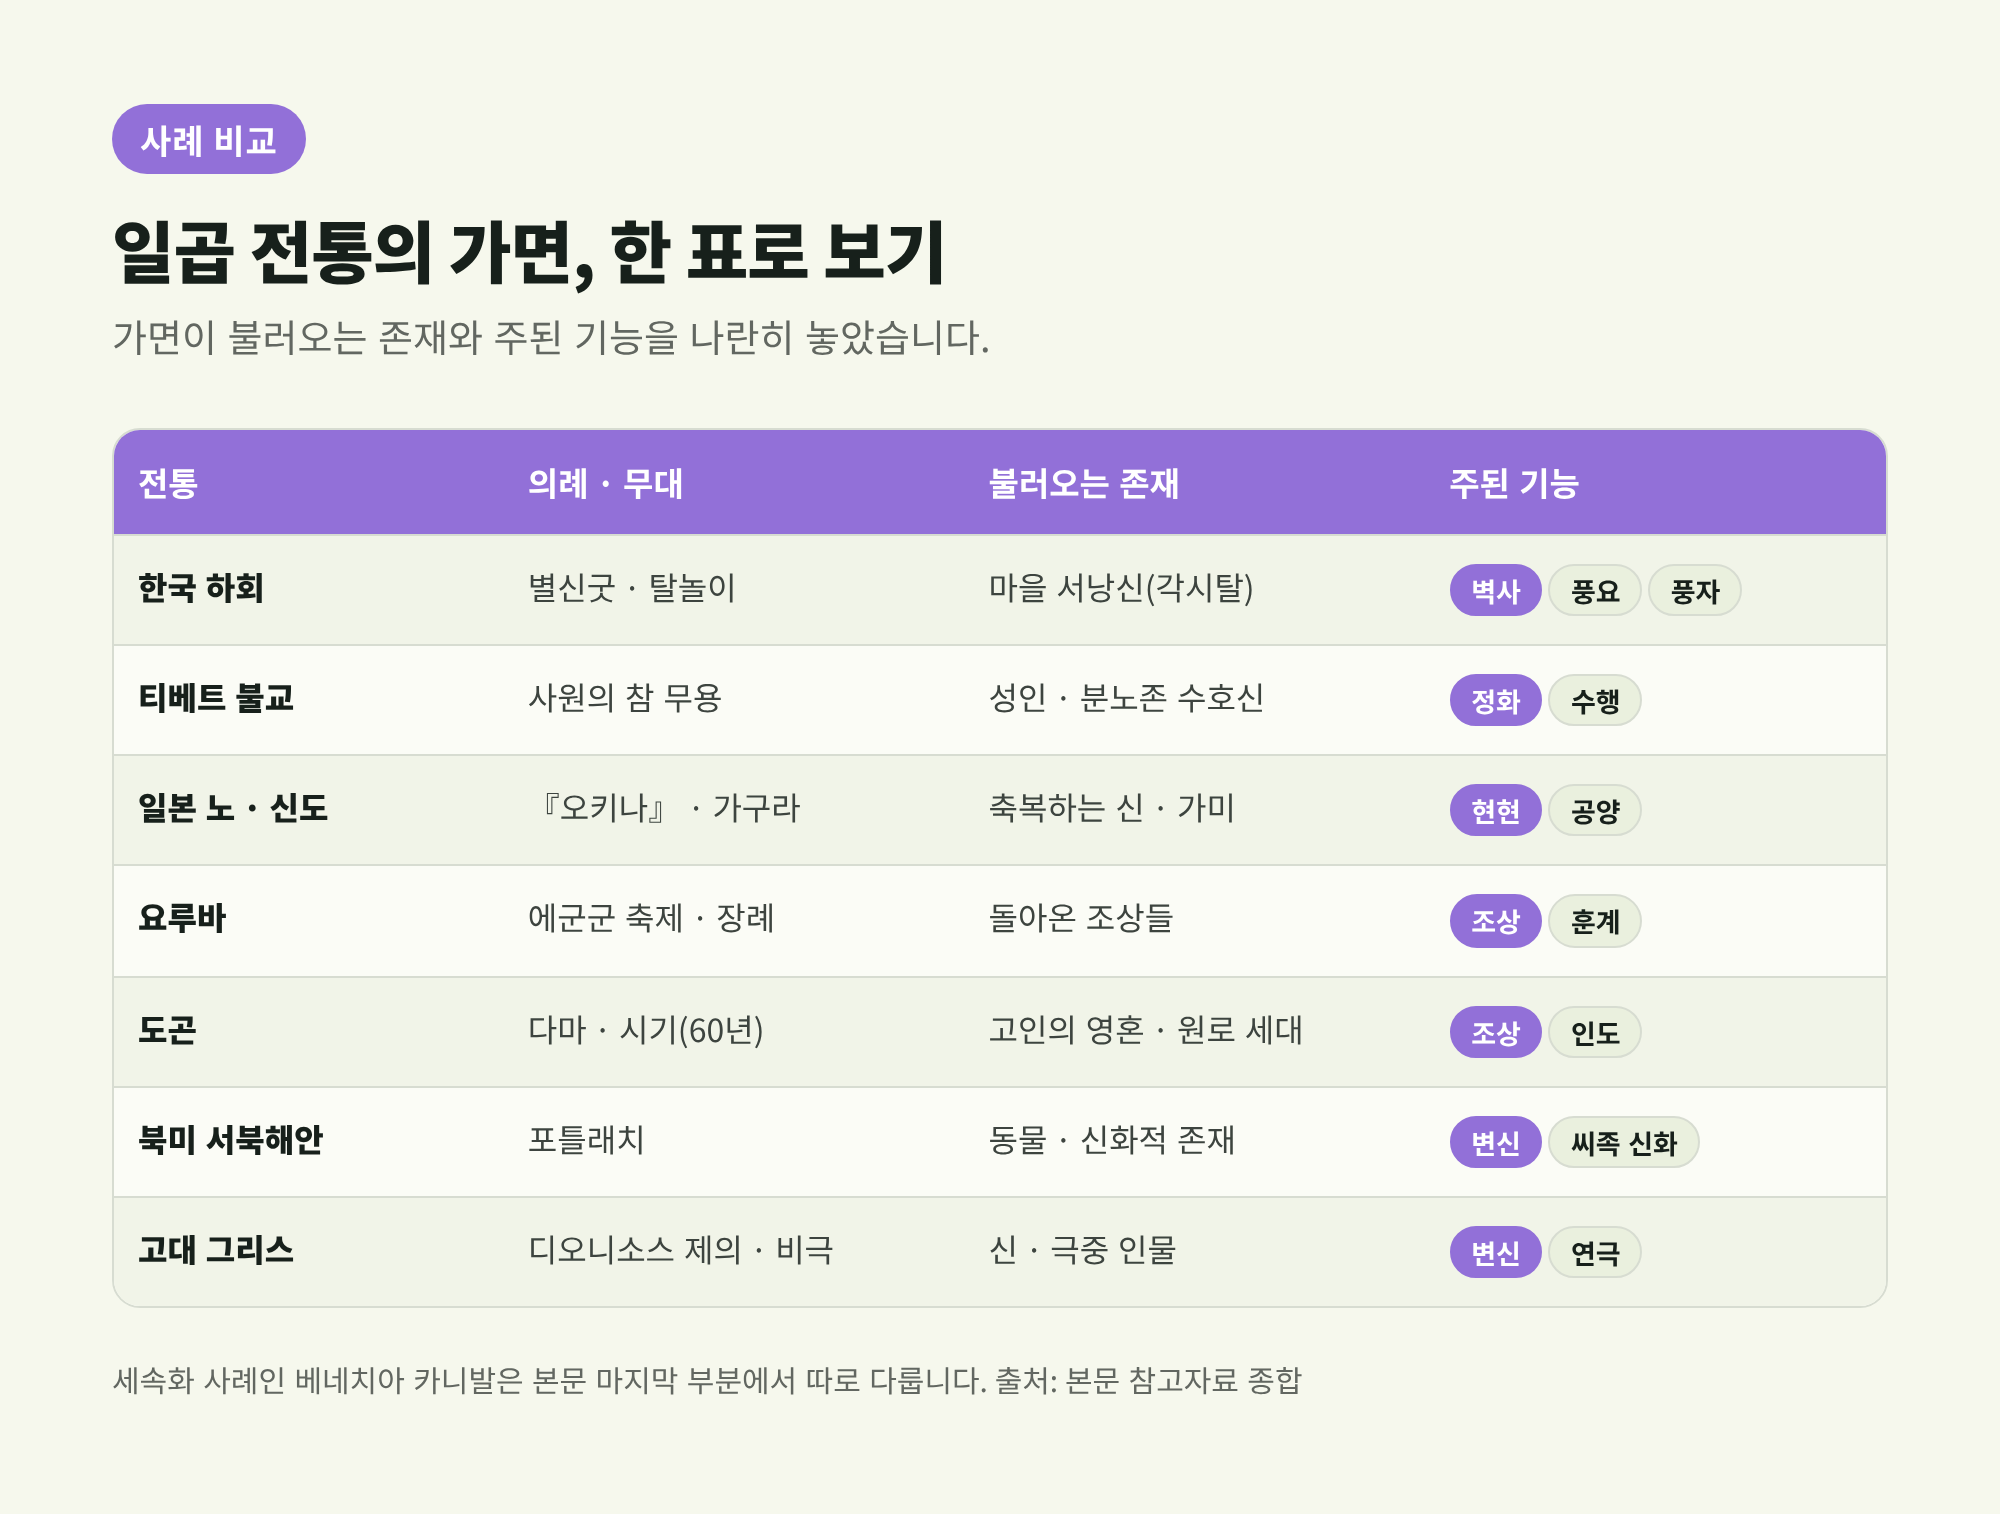 사례 비교
일곱 전통의 가면, 한 표로 보기
가면이 불러오는 존재와 주된 기능을 나란히 놓았습니다.
전통 의례 · 무대 불러오는 존재 주된 기능
한국 하회 별신굿 · 탈놀이 마을 서낭신(각시탈) 벽사 풍요 풍자
티베트 불교 사원의 참 무용 성인 · 분노존 수호신 정화 수행
일본 노 · 신도 『오키나』 · 가구라 축복하는 신 · 가미 현현 공양
요루바 에군군 축제 · 장례 돌아온 조상들 조상 훈계
도곤 다마 · 시기(60년) 고인의 영혼 · 원로 세대 조상 인도
북미 서북해안 포틀래치 동물 · 신화적 존재 변신 씨족 신화
고대 그리스 디오니소스 제의 · 비극 신 · 극중 인물 변신 연극
세속화 사례인 베네치아 카니발은 본문 마지막 부분에서 따로 다룹니다. 출처: 본문 참고자료 종합